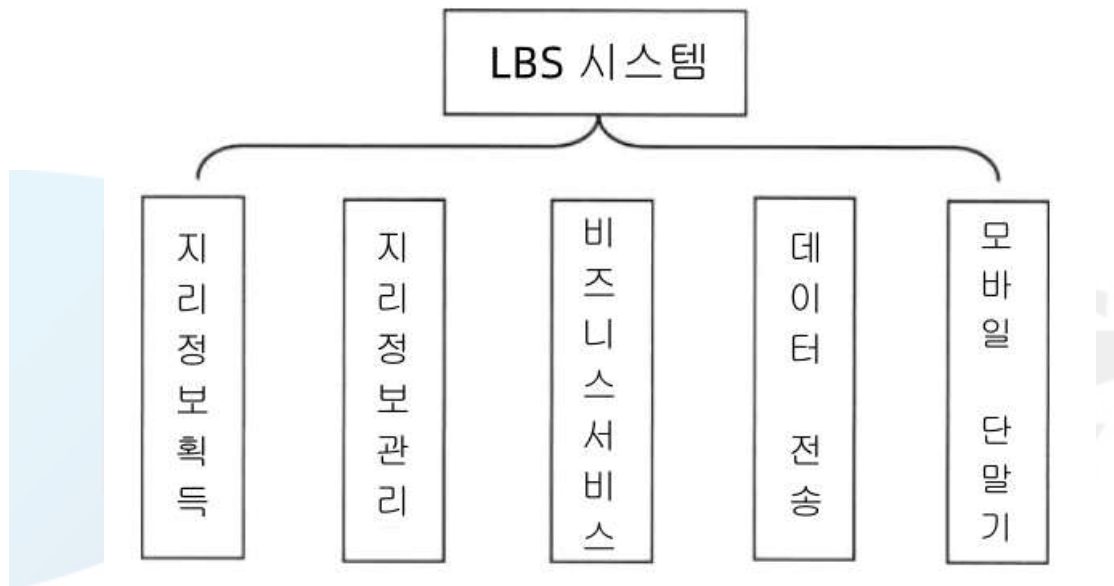 LBS 시스템
지리정보획득
지리정보관리
비즈니스서비스
데이터 전송
모바일 단말기